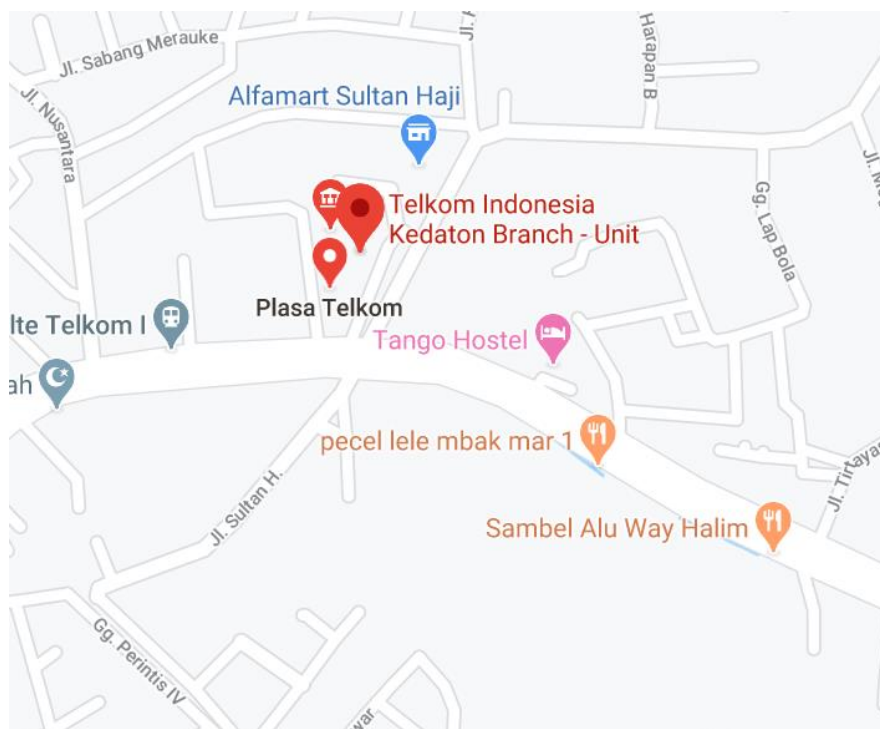 Jl. Sabang Merauke
Jl. Nusantara
Harapan B
Alfamart Sultan Haji
Telkom Indonesia
Kedaton Branch - Unit
Gg. Lap Bola
Plasa Telkom
lte Telkom I
Tango Hostel
ah
pecel lele mbak mar 1
Jl. Tirtayas
Jl. Sultan H.
Sambel Alu Way Halim
Gg. Perintis IV